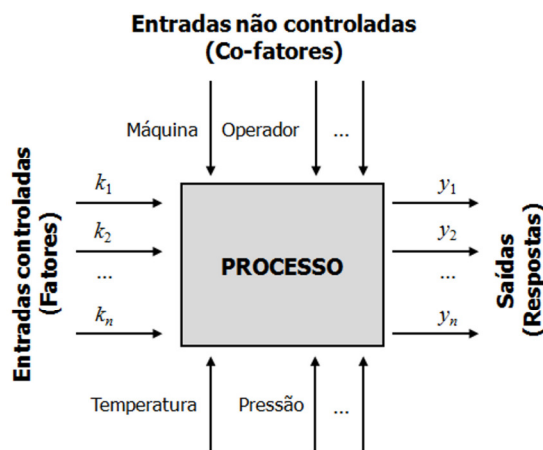 Entradas não controladas
(Co-fatores)
Máquina Operador ...
Entradas controladas
(Fatores)
k1
k2
...
kn
PROCESSO
y1
y2
...
yn
Saídas
(Respostas)
Temperatura Pressão ...